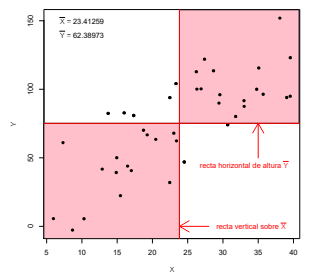 X̅ = 23.41259
Y̅ = 62.38973
150
100
50
0
Y
recta horizontal de altura Y̅
recta vertical sobre X̅
5 10 15 20 25 30 35 40
X